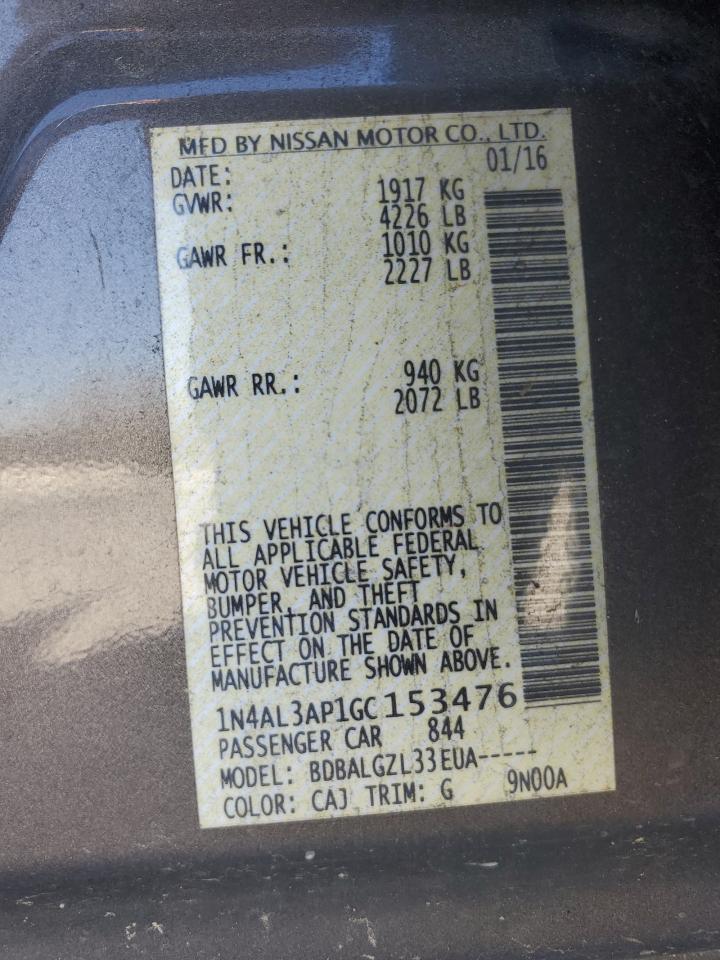 MFD BY NISSAN MOTOR CO., LTD.
DATE: 01/16
GVWR: 1917 KG
4226 LB
GAWR FR.: 1010 KG
2227 LB
GAWR RR.: 940 KG
2072 LB
THIS VEHICLE CONFORMS TO
ALL APPLICABLE FEDERAL
MOTOR VEHICLE SAFETY,
BUMPER, AND THEFT
PREVENTION STANDARDS IN
EFFECT ON THE DATE OF
MANUFACTURE SHOWN ABOVE.
1N4AL3AP1GC153476
PASSENGER CAR 844
MODEL: BDBALGZL33EUA-----
COLOR: CAJ TRIM: G 9N00A